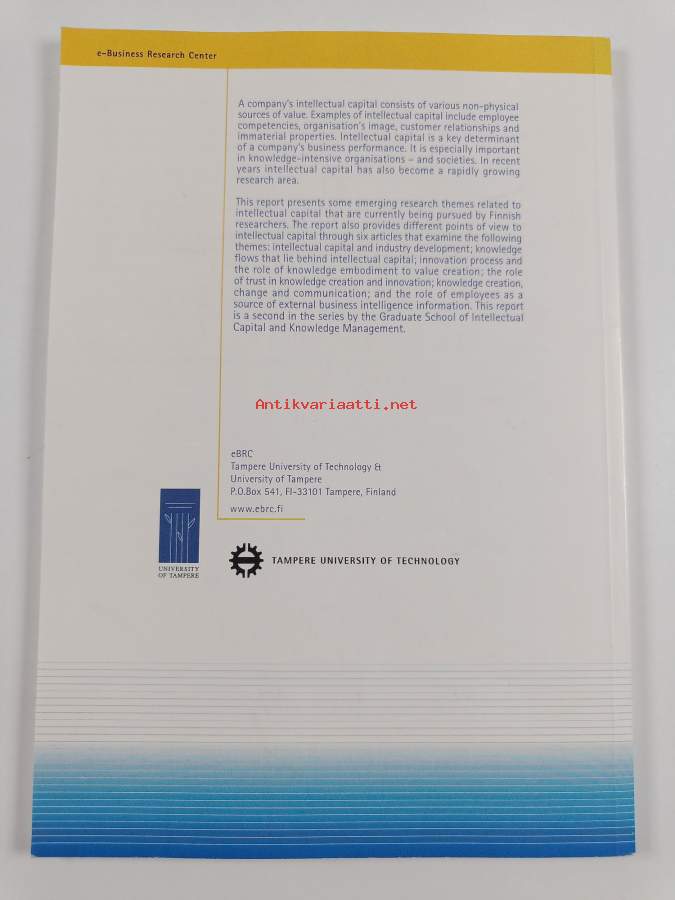 e-Business Research Center
A company's intellectual capital consists of various non-physical
sources of value. Examples of intellectual capital include employee
competencies, organisation's image, customer relationships and
immaterial properties. Intellectual capital is a key determinant
of a company's business performance. It is especially important
in knowledge-intensive organisations – and societies. In recent
years intellectual capital has also become a rapidly growing
research area.
This report presents some emerging research themes related to
intellectual capital that are currently being pursued by Finnish
researchers. The report also provides different points of view to
intellectual capital through six articles that examine the following
themes: intellectual capital and industry development; knowledge
flows that lie behind intellectual capital; innovation process and
the role of knowledge embodiment to value creation; the role
of trust in knowledge creation and innovation; knowledge creation,
change and communication; and the role of employees as a
source of external business intelligence information. This report
is a second in the series by the Graduate School of Intellectual
Capital and Knowledge Management.
Antikvariaatti.net
eBRC
Tampere University of Technology &
University of Tampere
P.O.Box 541, FI-33101 Tampere, Finland
www.ebrc.fi
UNIVERSITY
OF TAMPERE
TAMPERE UNIVERSITY OF TECHNOLOGY